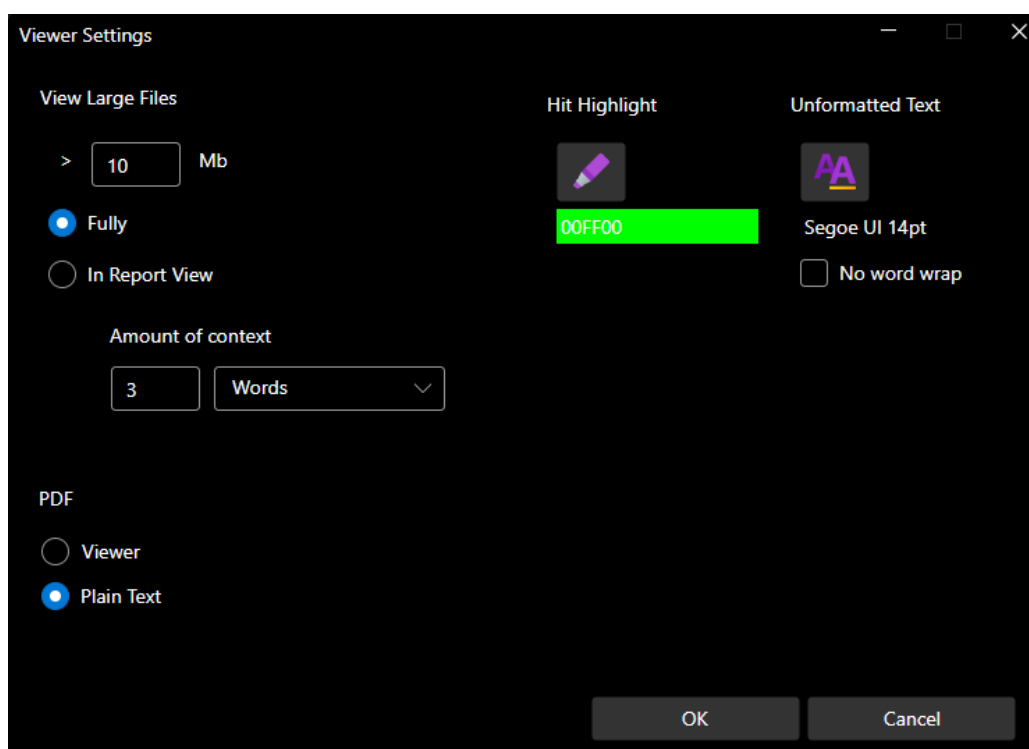 Viewer Settings
View Large Files
Hit Highlight
Unformatted Text
> 10 Mb
AA
Fully
00FF00
Segoe UI 14pt
In Report View
No word wrap
Amount of context
3 Words
PDF
Viewer
Plain Text
OK
Cancel